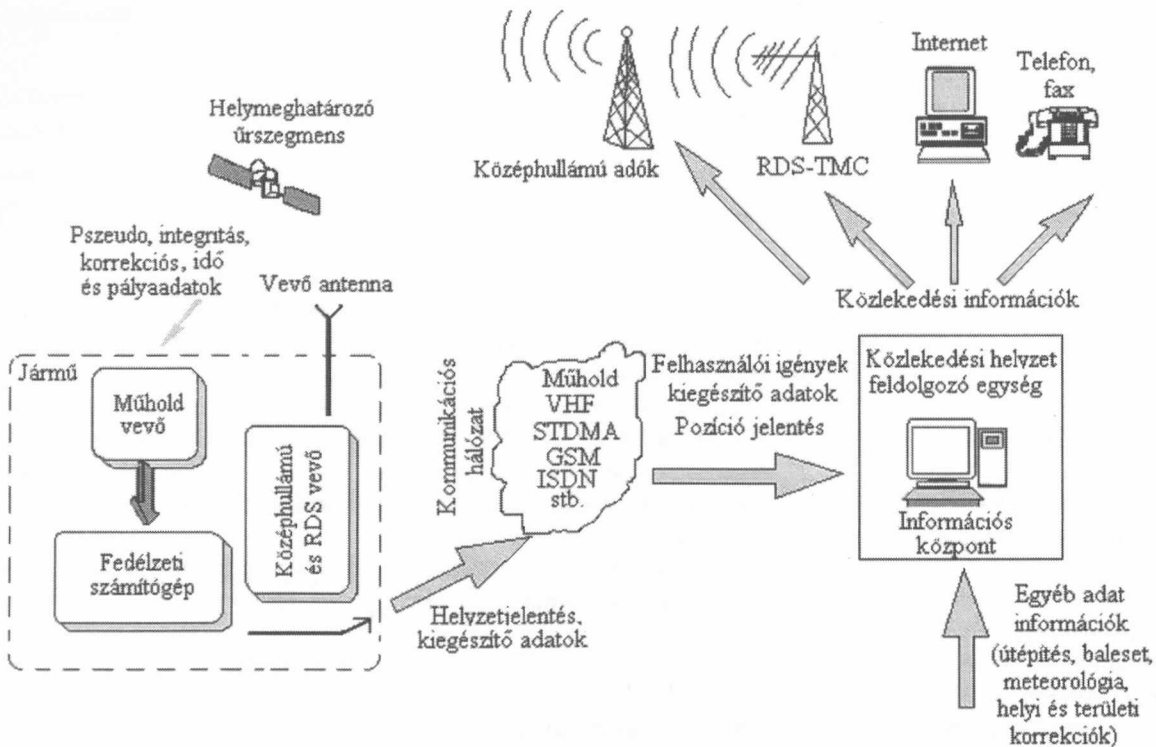 Internet
Telefon,
fax
Helymeghatározó
űrszegmens
Középhullámú adók
RDS-TMC
Pszeudo, integritás,
korrekciós, idő
és pályaadatok
Vevő antenna
Közlekedési információk
Jármű
Műhold
vevő
Középhullámú
és RDS vevő
Fedélzeti
számítógép
Kommunikációs
hálózat
Műhold
VHF
STDMA
GSM
ISDN
stb.
Felhasználói igények
kiegészítő adatok
Pozíció jelentés
Közlekedési helyzet
feldolgozó egység
Információs
központ
Helyzetjelentés,
kiegészítő adatok
Egyéb adat
információk
(útépítés, baleset,
meteorológia,
helyi és területi
korrekciók)